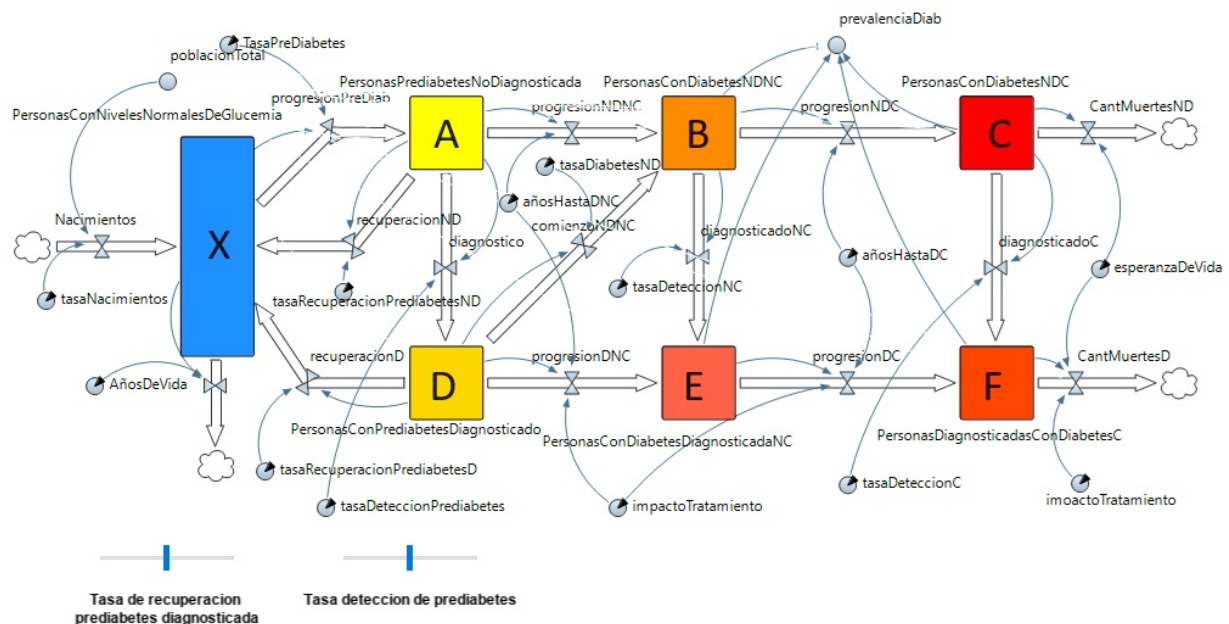 prevalenciaDiab
TasaPreDiabetes
poblacionTotal
PersonasPrediabetesNoDiagnosticada
PersonasConDiabetesNDNC
PersonasConDiabetesNDC
progresionPreDiab
progresionNDNC
progresionNDC
CantMuertesND
PersonasConNivelesNormalesDeGlucemia
A
B
C
X
tasaDiabetesND
añosHastaDNC
Nacimientos
recuperacionND
comienzoNDNC
diagnostico
diagnosticadoNC
diagnosticadoC
añosHastaDC
esperanzaDeVida
tasaNacimientos
tasaRecuperacionPrediabetesND
tasaDeteccionNC
recuperacionD
progresionDNC
progresionDC
CantMuertesD
AñosDeVida
D
E
F
PersonasConPrediabetesDiagnosticado
PersonasConDiabetesDiagnosticadaNC
PersonasDiagnosticadasConDiabetesC
tasaRecuperacionPrediabetesD
tasaDeteccionPrediabetes
impactoTratamiento
tasaDeteccionC
imoactoTratamiento
Tasa de recuperacion
prediabetes diagnosticada
Tasa deteccion de prediabetes